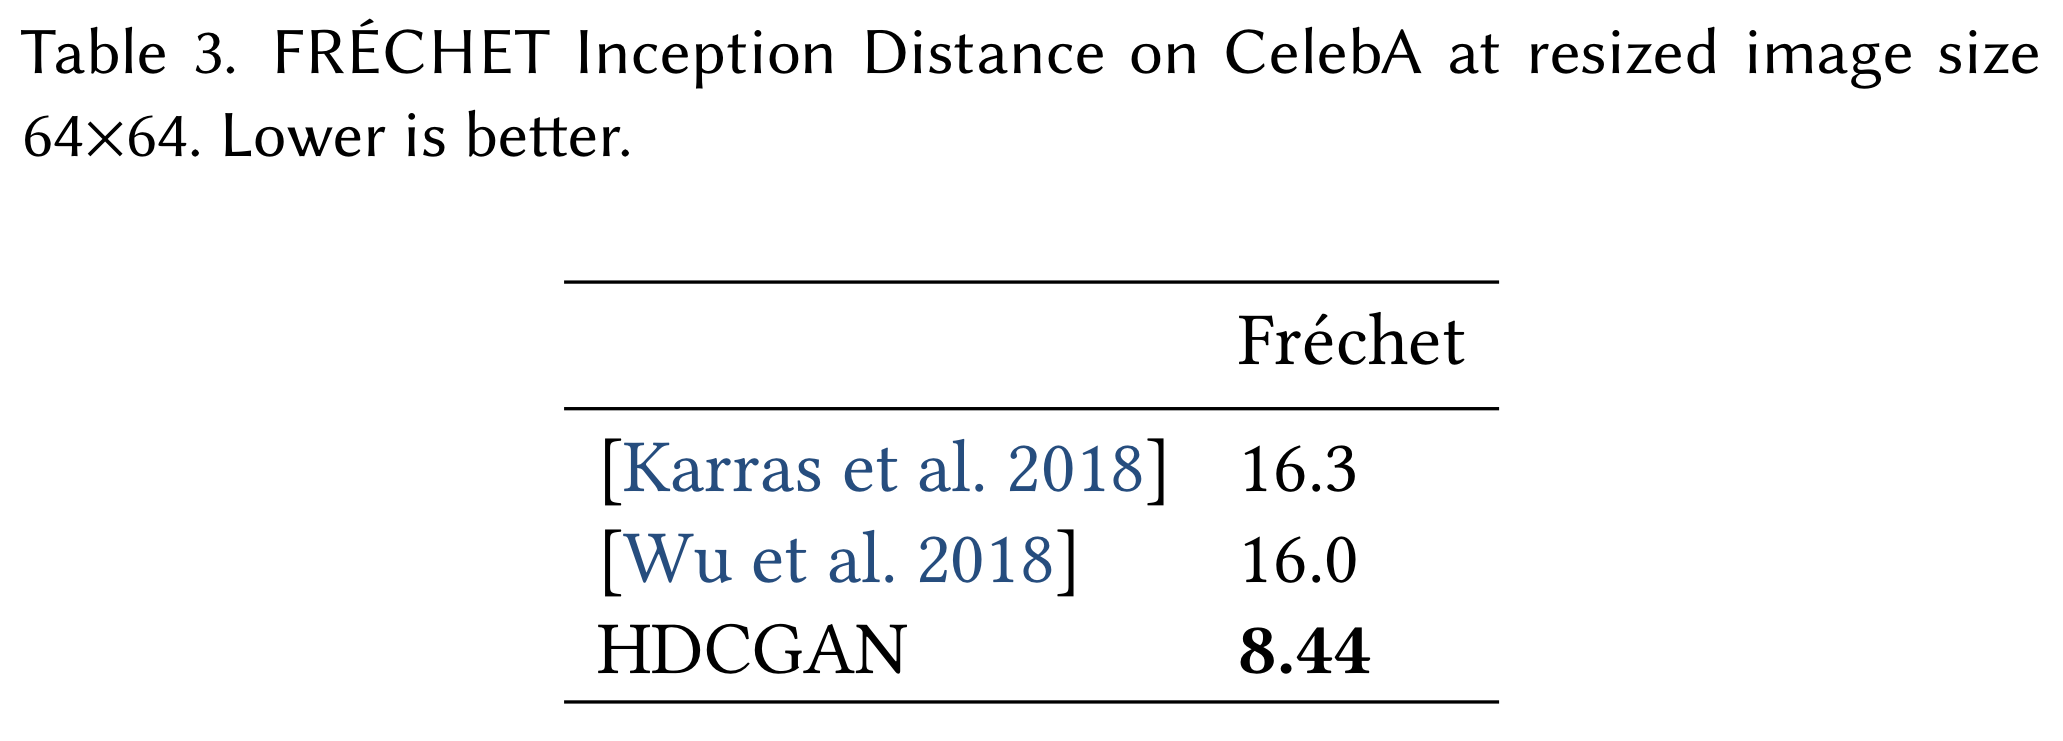 Table 3. FRÉCHET Inception Distance on CelebA at resized image size
64×64. Lower is better.
Fréchet
[Karras et al. 2018] 16.3
[Wu et al. 2018] 16.0
HDCGAN 8.44